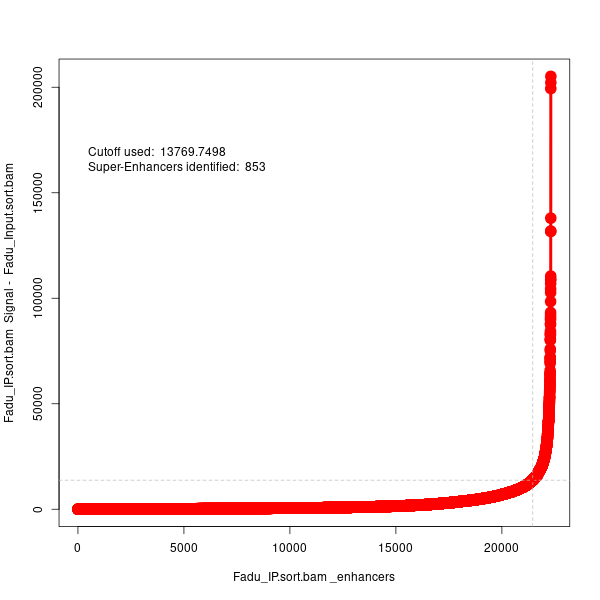 Cutoff used: 13769.7498
Super-Enhancers identified: 853
Fadu_IP.sort.bam Signal - Fadu_Input.sort.bam
200000
150000
100000
50000
0
0 5000 10000 15000 20000
Fadu_IP.sort.bam _enhancers